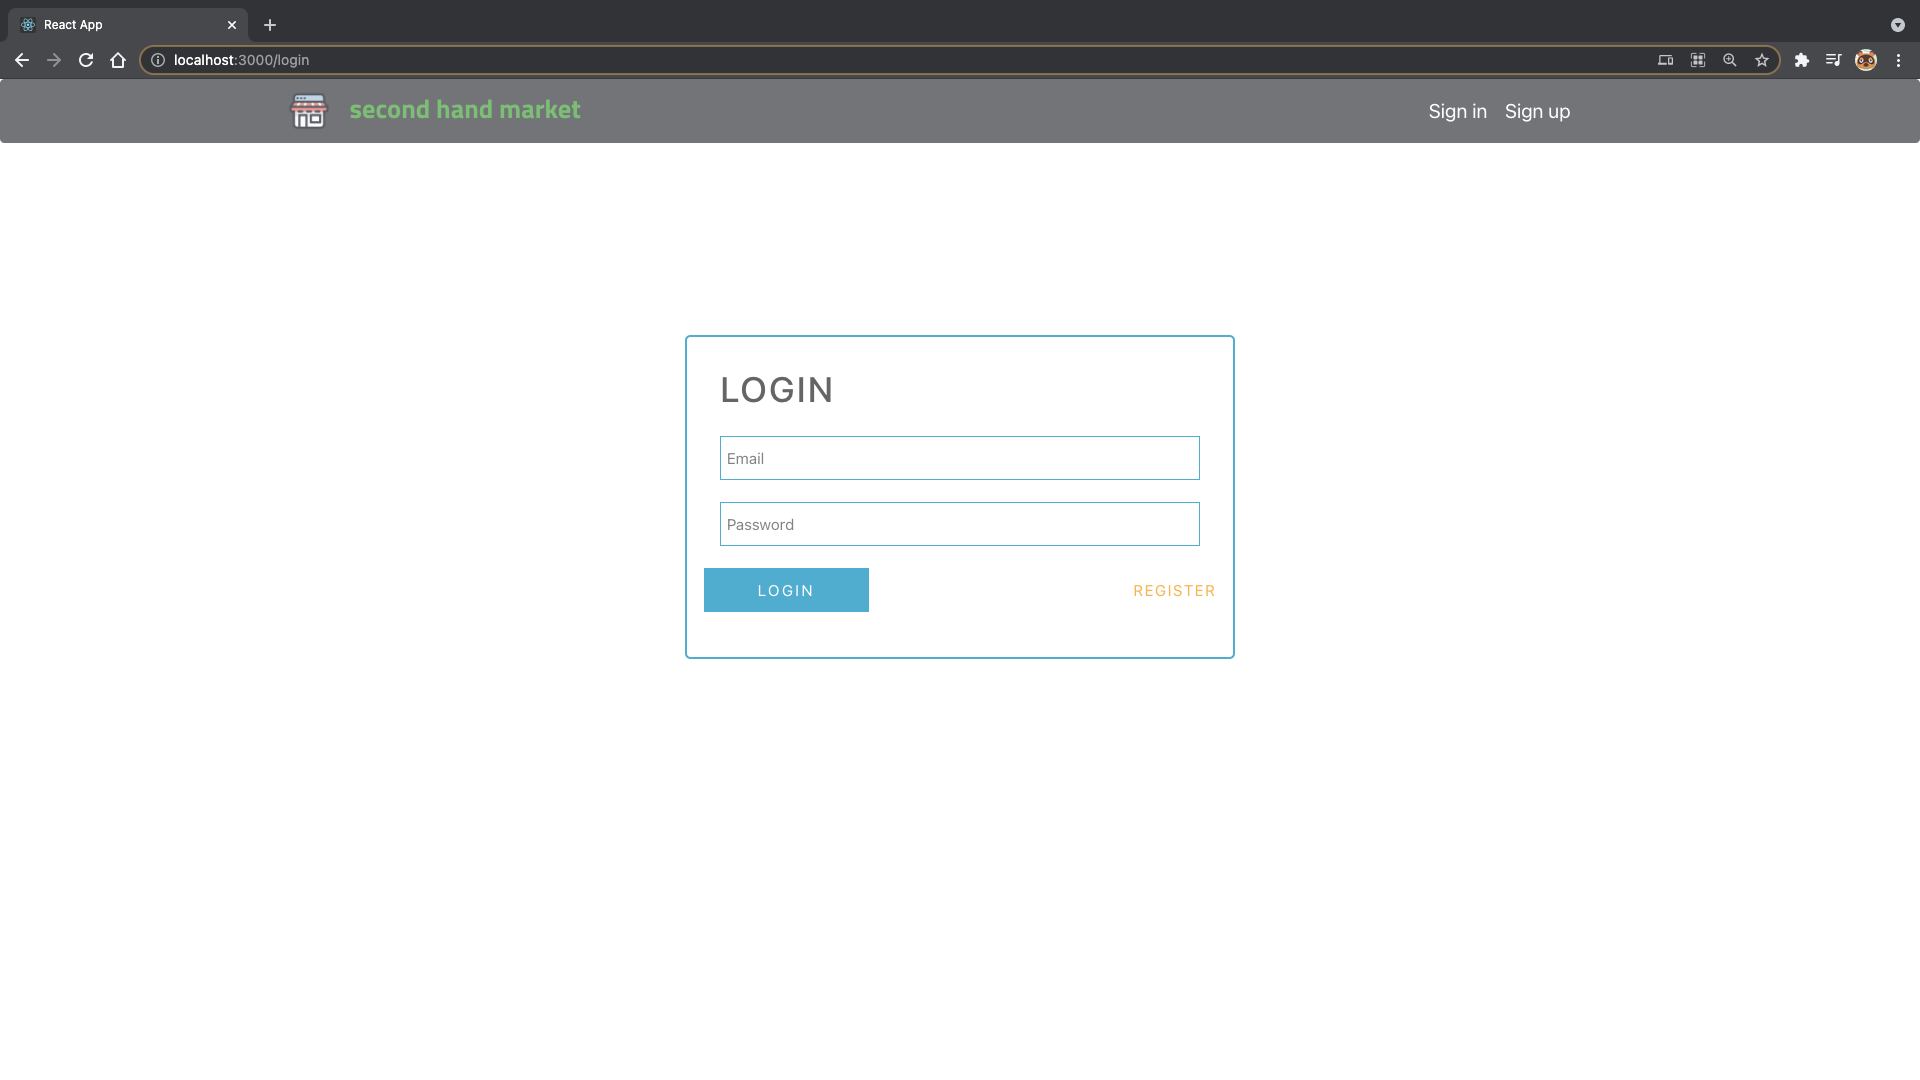 React App
localhost:3000/login
second hand market
Sign in Sign up
LOGIN
Email
Password
LOGIN REGISTER